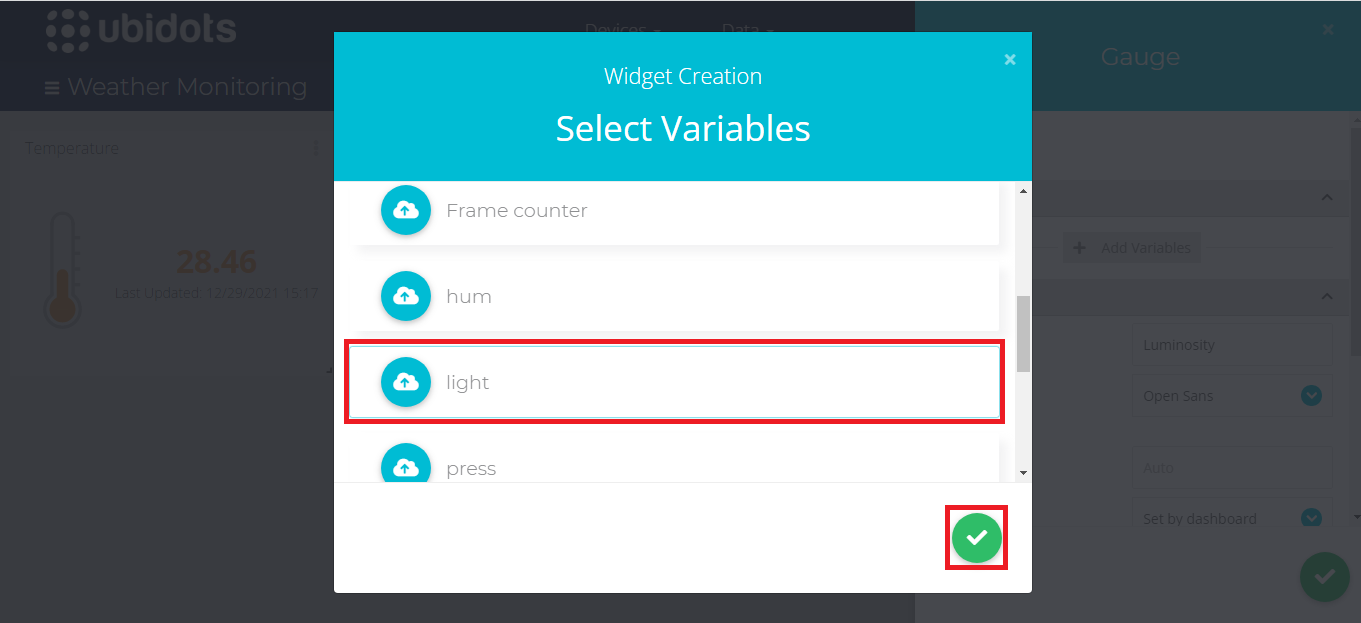 ubidots
Devices
Data
Weather Monitoring
Gauge
×
Widget Creation
×
Select Variables
Temperature
28.46
Last Updated: 12/29/2021 15:17
Frame counter
hum
light
press
+ Add Variables
Luminosity
Open Sans
Auto
Set by dashboard